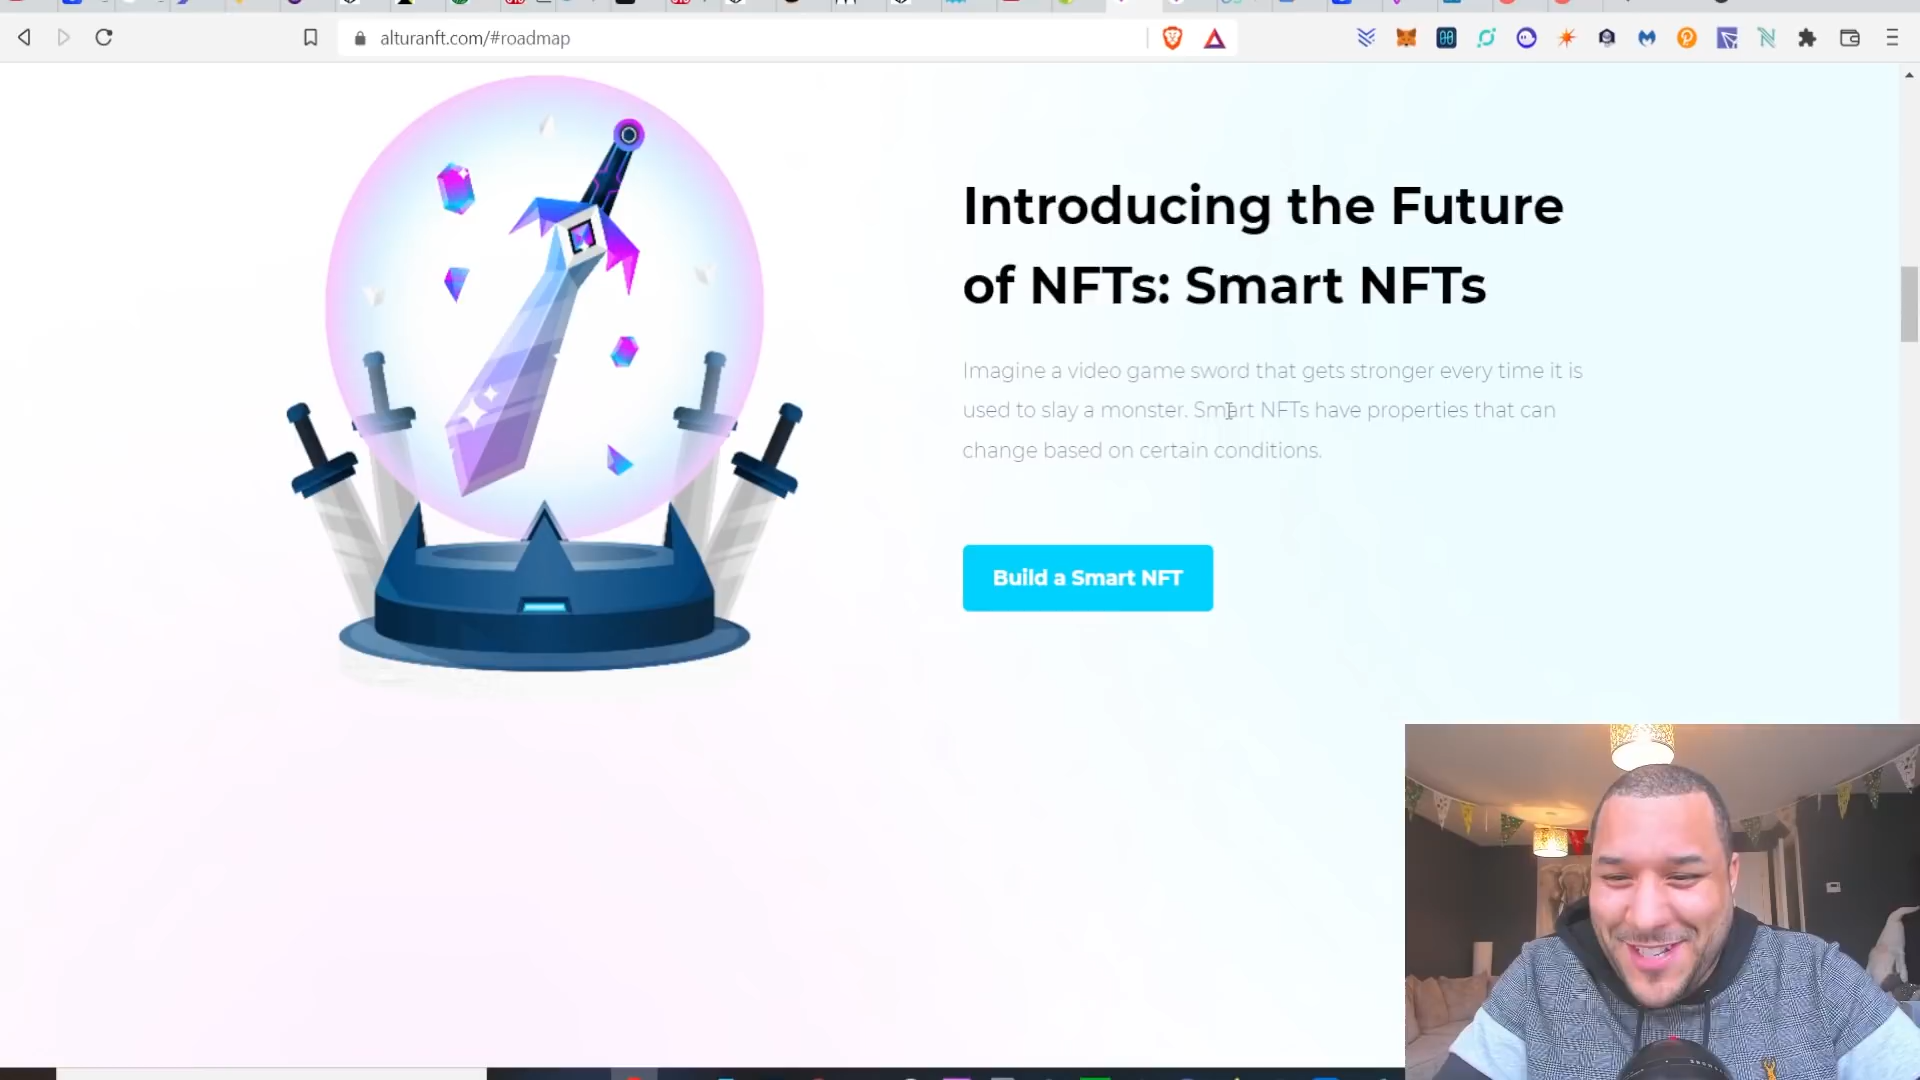 alturanft.com/#roadmap
Introducing the Future
of NFTs: Smart NFTs
Imagine a video game sword that gets stronger every time it is
used to slay a monster. Smart NFTs have properties that can
change based on certain conditions.
Build a Smart NFT